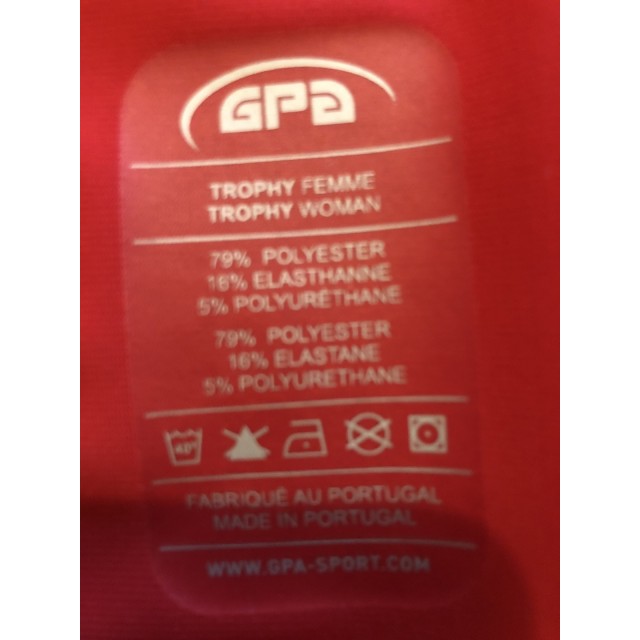 GPA
TROPHY FEMME
TROPHY WOMAN
79% POLYESTER
16% ELASTHANNE
5% POLYURÉTHANE
79% POLYESTER
16% ELASTANE
5% POLYURETHANE
40°
FABRIQUÉ AU PORTUGAL
MADE IN PORTUGAL
WWW.GPA-SPORT.COM